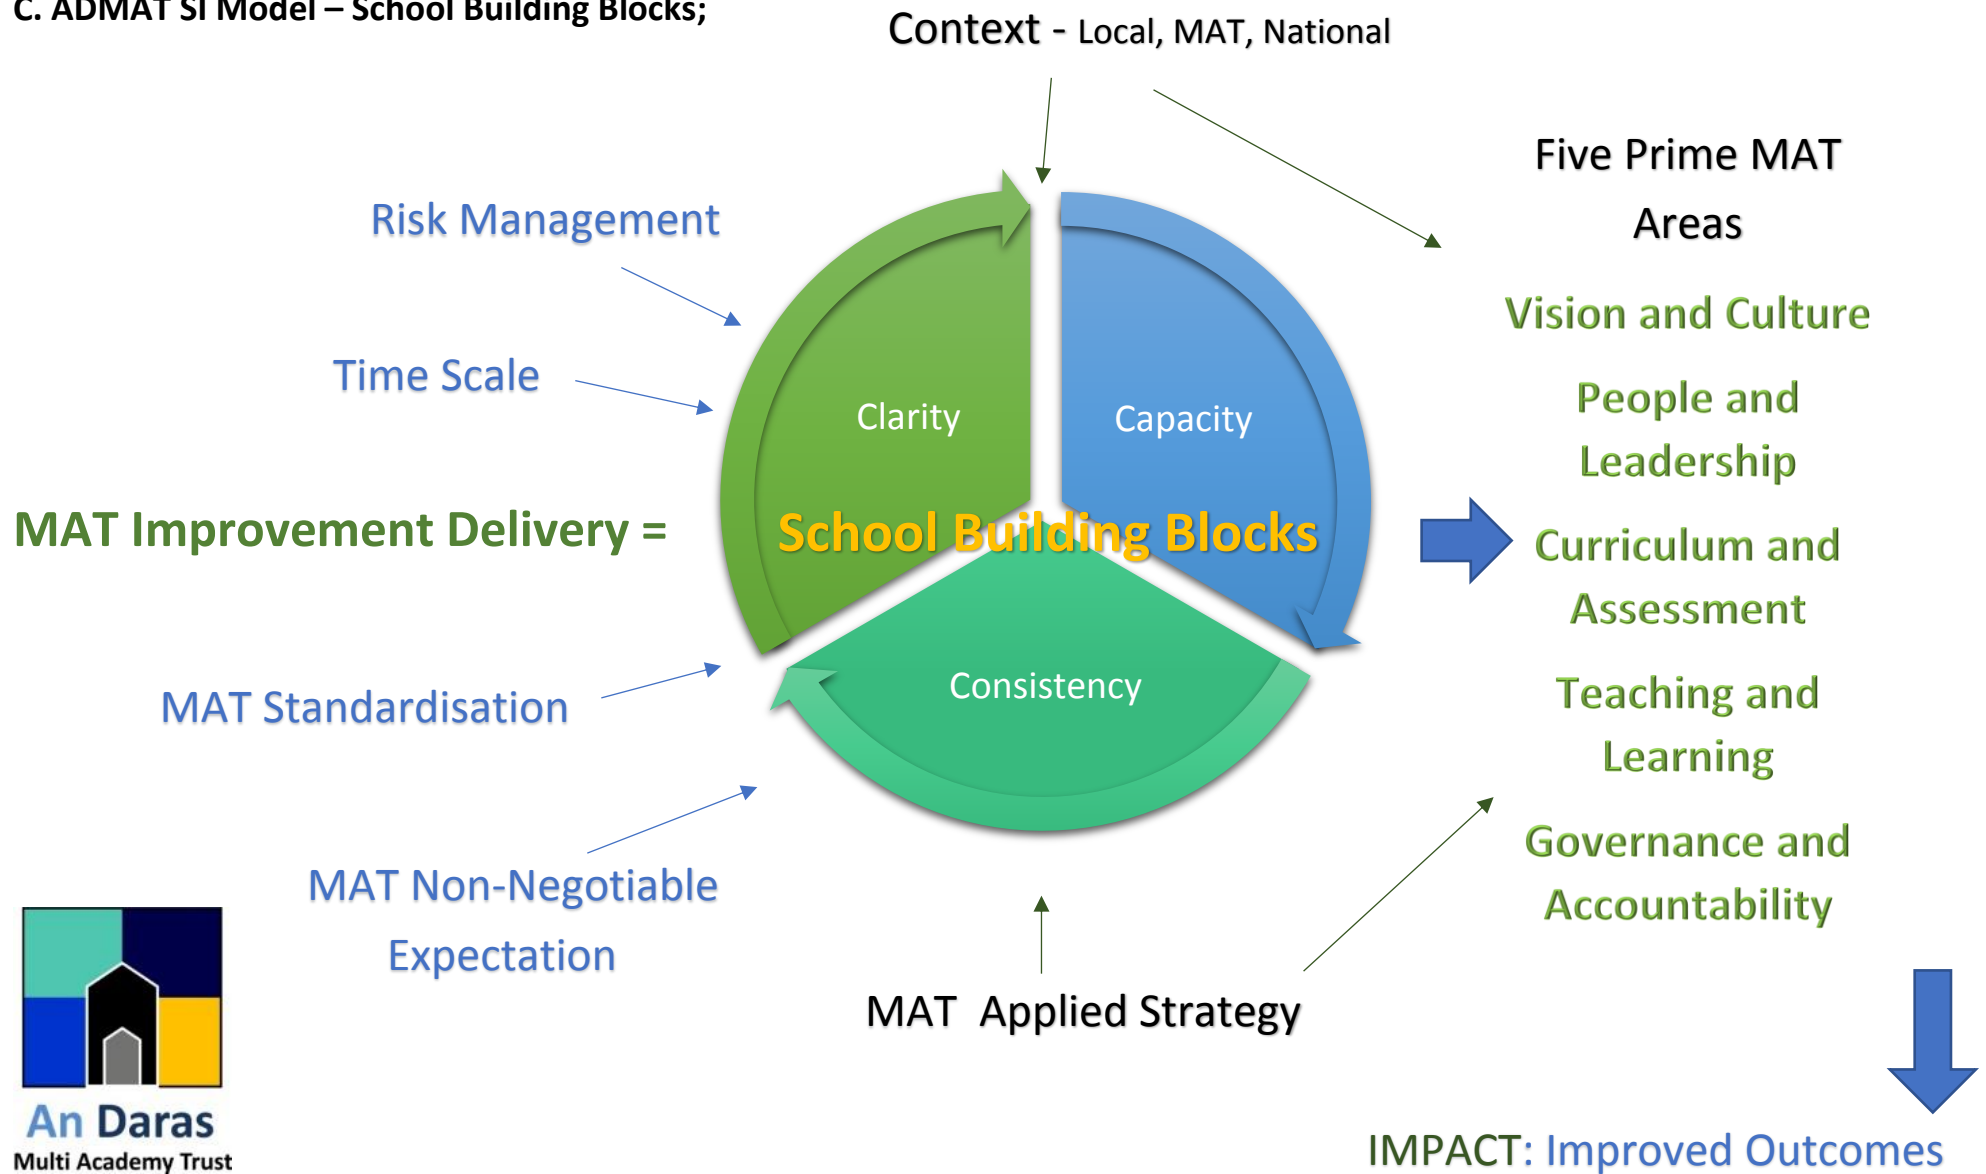 C. ADMAT SI Model – School Building Blocks;
Context - Local, MAT, National
Five Prime MAT
Areas
Risk Management
Vision and Culture
Time Scale
People and
Leadership
Clarity
Capacity
MAT Improvement Delivery =
School Building Blocks
Curriculum and
Assessment
Consistency
MAT Standardisation
Teaching and
Learning
MAT Non-Negotiable
Expectation
Governance and
Accountability
MAT Applied Strategy
An Daras
Multi Academy Trust
IMPACT: Improved Outcomes